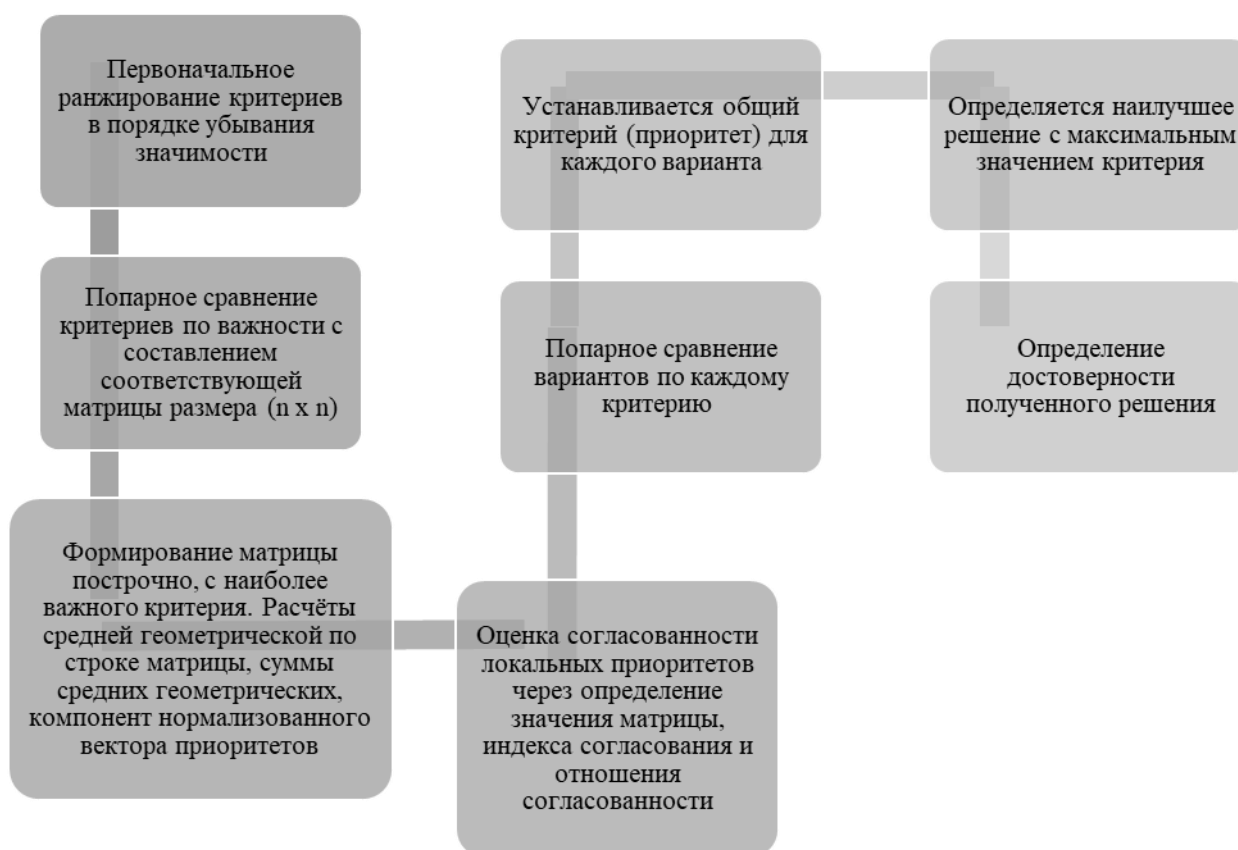 Первоначальное
ранжирование критериев
в порядке убывания
значимости
Попарное сравнение
критериев по важности с
составлением
соответствующей
матрицы размера (n x n)
Формирование матрицы
построчно, с наиболее
важного критерия. Расчёты
средней геометрической по
строке матрицы, суммы
средних геометрических,
компонент нормализованного
вектора приоритетов
Оценка согласованности
локальных приоритетов
через определение
значения матрицы,
индекса согласования и
отношения
согласованности
Попарное сравнение
вариантов по каждому
критерию
Устанавливается общий
критерий (приоритет) для
каждого варианта
Определяется наилучшее
решение с максимальным
значением критерия
Определение
достоверности
полученного решения